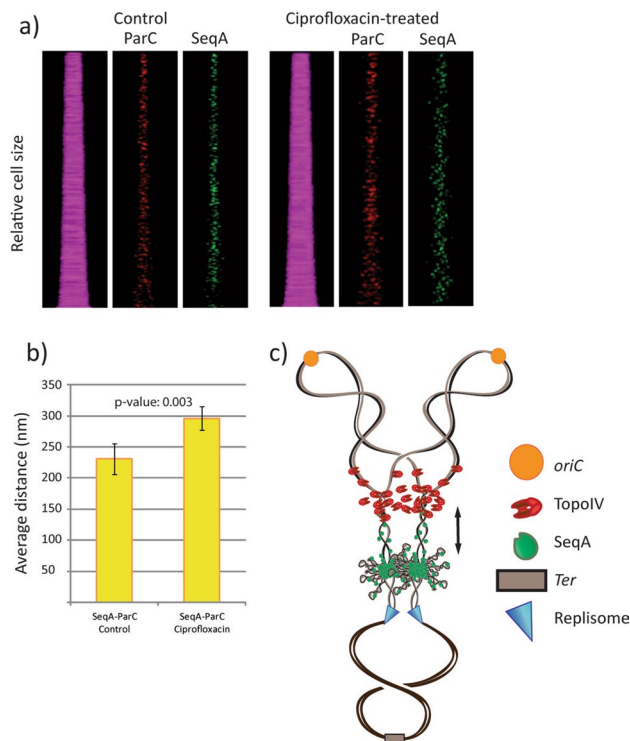 a)
Control
ParC
SeqA
Ciprofloxacin-treated
ParC
SeqA
Relative cell size
b)
p-value: 0.003
Average distance (nm)
350
300
250
200
150
100
50
SeqA-ParC
Control
SeqA-ParC
Ciprofloxacin
c)
oriC
TopoIV
SeqA
Ter
Replisome